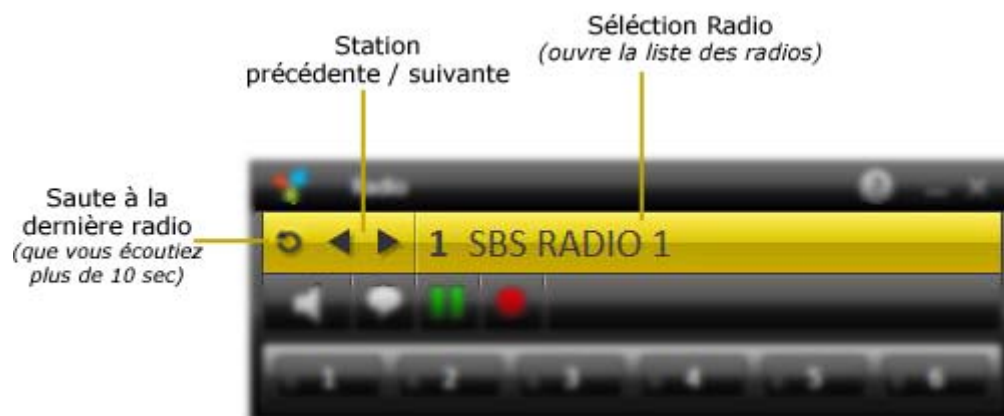 Séléction Radio
(ouvre la liste des radios)
Station
précédente / suivante
Saute à la
dernière radio
(que vous écoutiez
plus de 10 sec)
Radio
1 SBS RADIO 1
1 2 3 4 5 6